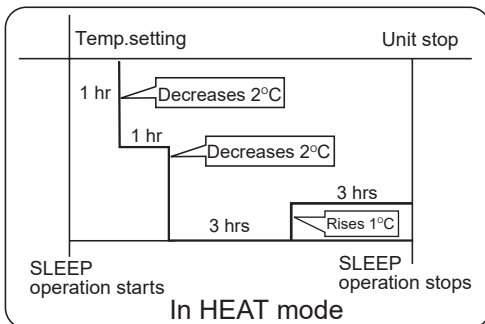 Temp.setting
Unit stop
1 hr
Decreases 2°C
1 hr
Decreases 2°C
3 hrs
3 hrs
Rises 1°C
SLEEP
operation starts
SLEEP
operation stops
In HEAT mode